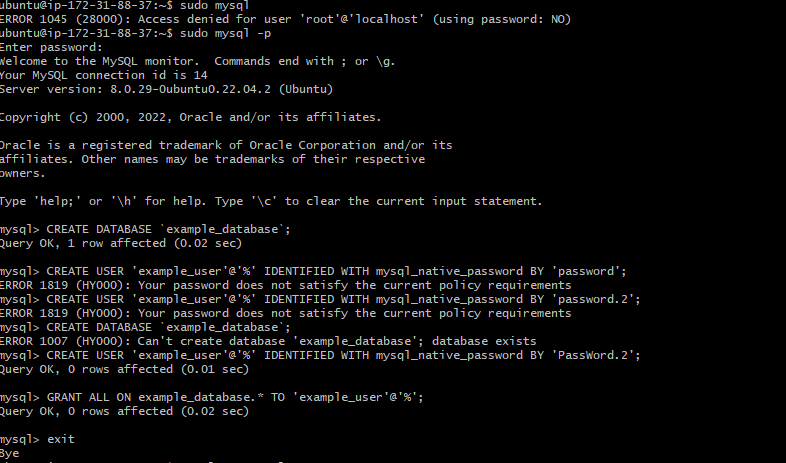 ubuntu@ip-172-31-88-37:~$ sudo mysql
ERROR 1045 (28000): Access denied for user 'root'@'localhost' (using password: NO)
ubuntu@ip-172-31-88-37:~$ sudo mysql -p
Enter password:
Welcome to the MySQL monitor.  Commands end with ; or \g.
Your MySQL connection id is 14
Server version: 8.0.29-0ubuntu0.22.04.2 (Ubuntu)
Copyright (c) 2000, 2022, Oracle and/or its affiliates.
Oracle is a registered trademark of Oracle Corporation and/or its
affiliates. Other names may be trademarks of their respective
owners.
Type 'help;' or '\h' for help. Type '\c' to clear the current input statement.
mysql> CREATE DATABASE `example_database`;
Query OK, 1 row affected (0.02 sec)
mysql> CREATE USER 'example_user'@'%' IDENTIFIED WITH mysql_native_password BY 'password';
ERROR 1819 (HY000): Your password does not satisfy the current policy requirements
mysql> CREATE USER 'example_user'@'%' IDENTIFIED WITH mysql_native_password BY 'password.2';
ERROR 1819 (HY000): Your password does not satisfy the current policy requirements
mysql> CREATE DATABASE `example_database`;
ERROR 1007 (HY000): Can't create database 'example_database'; database exists
mysql> CREATE USER 'example_user'@'%' IDENTIFIED WITH mysql_native_password BY 'PassWord.2';
Query OK, 0 rows affected (0.01 sec)
mysql> GRANT ALL ON example_database.* TO 'example_user'@'%';
Query OK, 0 rows affected (0.02 sec)
mysql> exit
Bye